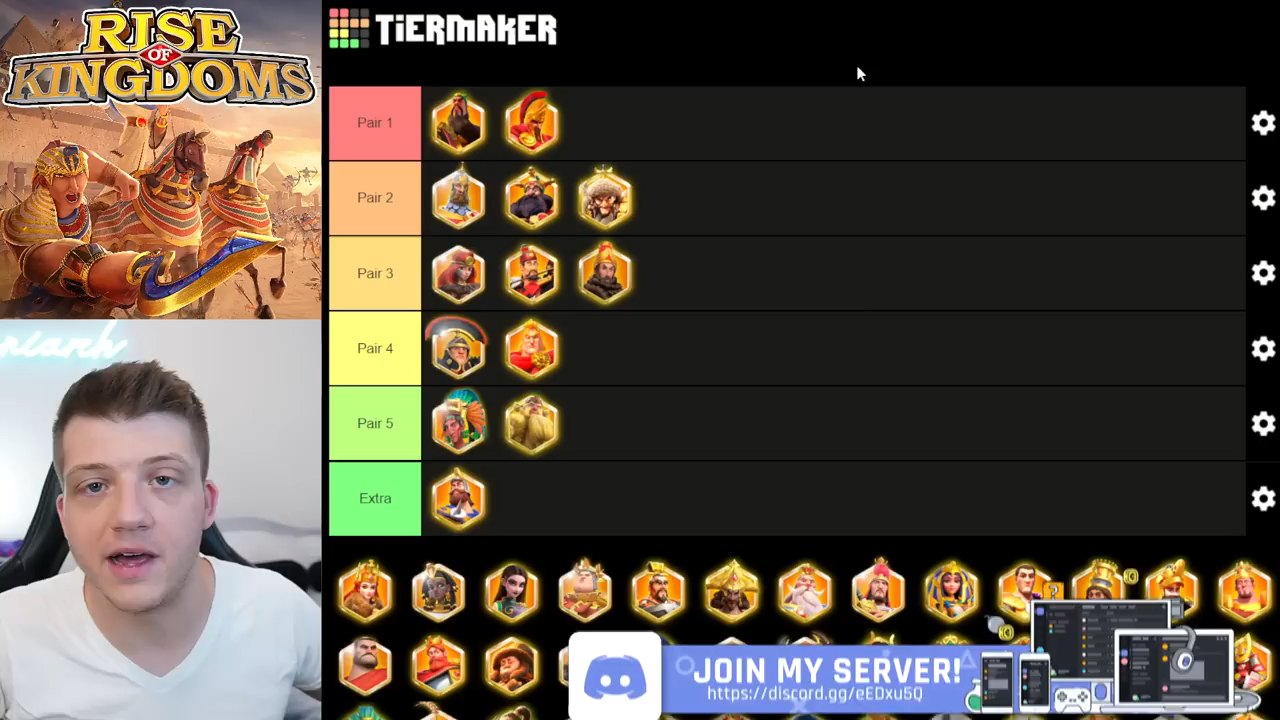 RISE
OF
KINGDOMS
TIERMAKER
Pair 1
Pair 2
Pair 3
Pair 4
Pair 5
Extra
JOIN MY SERVER!
https://discord.gg/eEDxu5Q